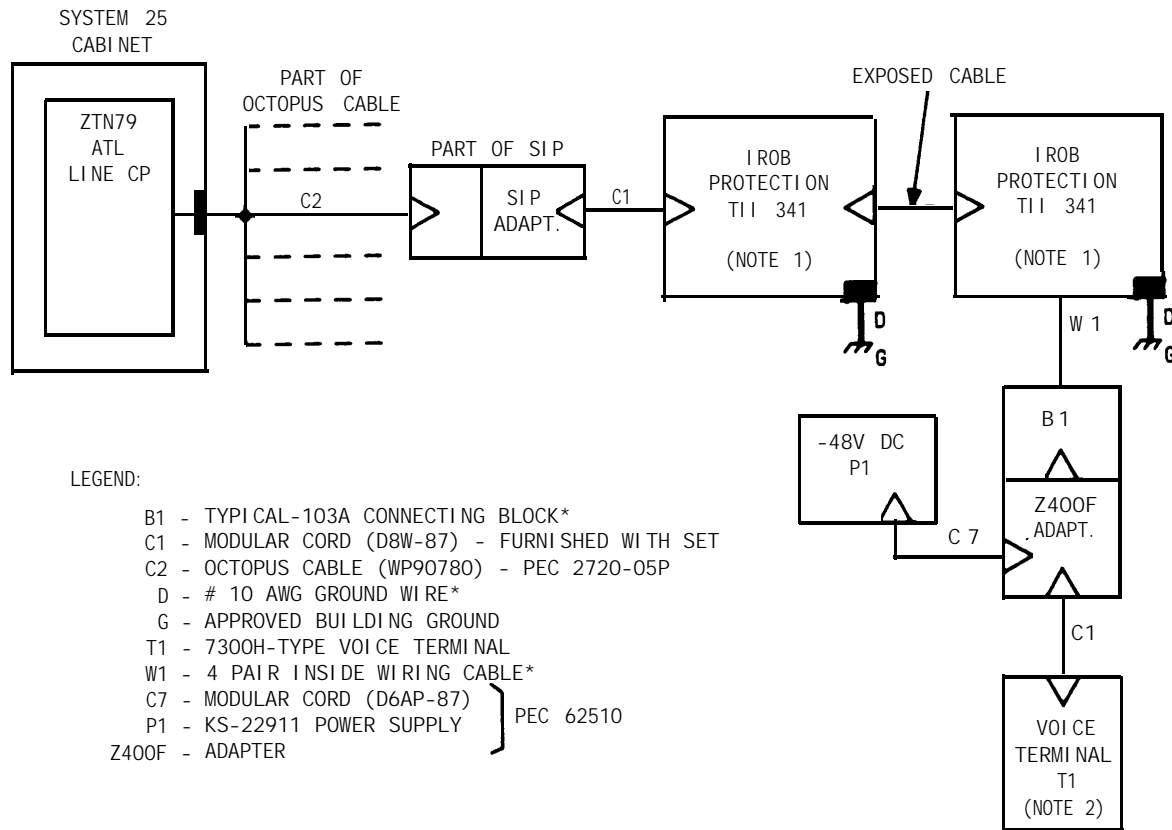 SYSTEM 25
CABINET
ZTN79
ATL
LINE CP
PART OF
OCTOPUS CABLE
C2
PART OF SIP
SIP
ADAPT.
C1
IROB
PROTECTION
TII 341
(NOTE 1)
D
G
EXPOSED CABLE
IROB
PROTECTION
TII 341
(NOTE 1)
D
G
W1
B1
-48V DC
P1
C7
Z400F
ADAPT.
C1
VOICE
TERMINAL
T1
(NOTE 2)
LEGEND:
B1 - TYPICAL-103A CONNECTING BLOCK*
C1 - MODULAR CORD (D8W-87) - FURNISHED WITH SET
C2 - OCTOPUS CABLE (WP90780) - PEC 2720-05P
D - # 10 AWG GROUND WIRE*
G - APPROVED BUILDING GROUND
T1 - 7300H-TYPE VOICE TERMINAL
W1 - 4 PAIR INSIDE WIRING CABLE*
C7 - MODULAR CORD (D6AP-87)
P1 - KS-22911 POWER SUPPLY
Z400F - ADAPTER
PEC 62510